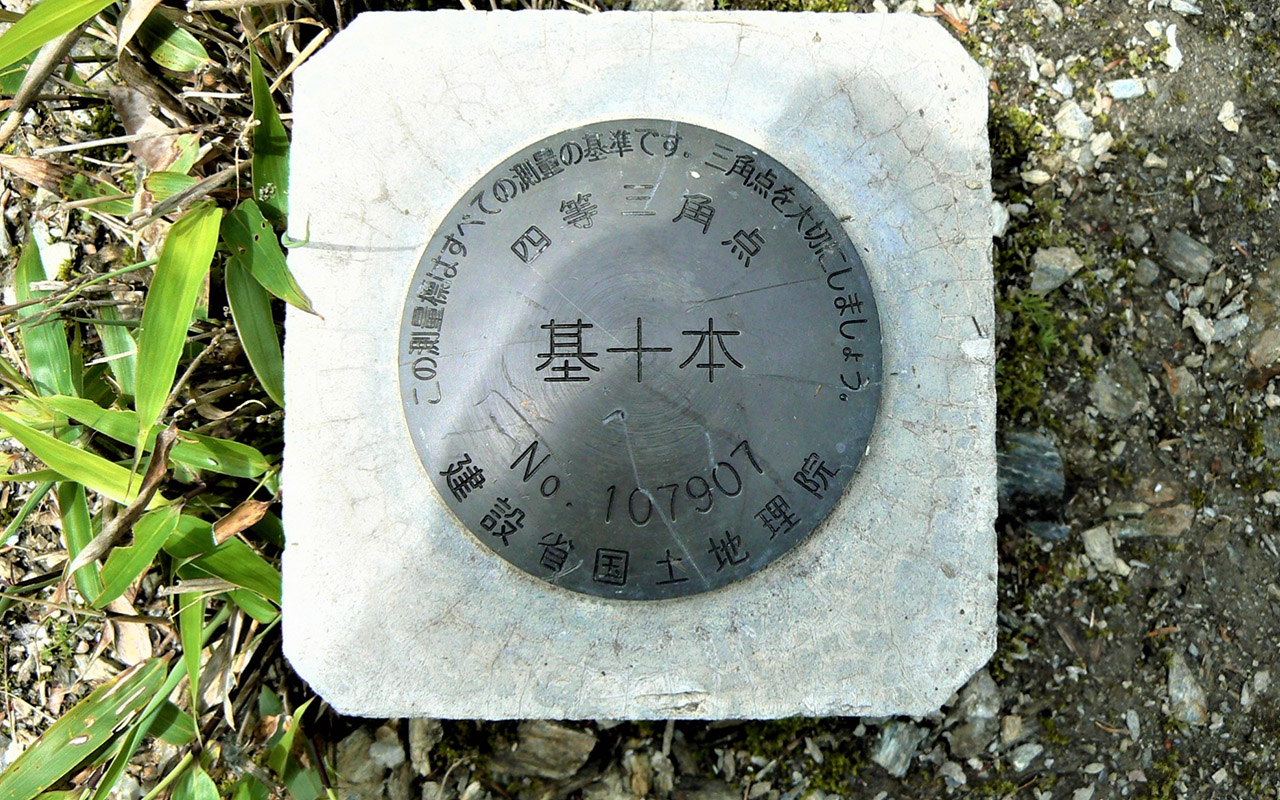 この測量標はすべての測量の基準です。三角点を大切にしましょう。
四等三角点
基十本
No. 107907
建設省国土地理院